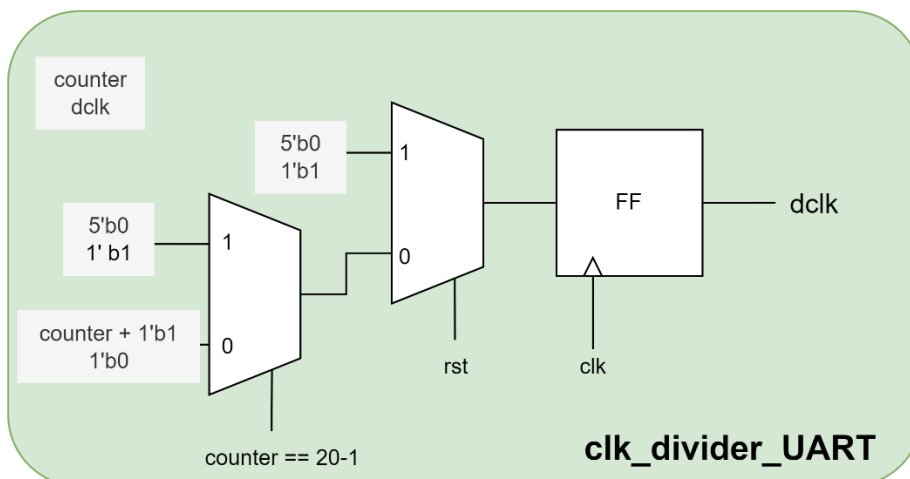 counter
dclk
5'b0
1'b1
1
0
5'b0
1' b1
counter + 1'b1
1'b0
1
0
counter == 20-1
rst
FF
clk
dclk
clk_divider_UART